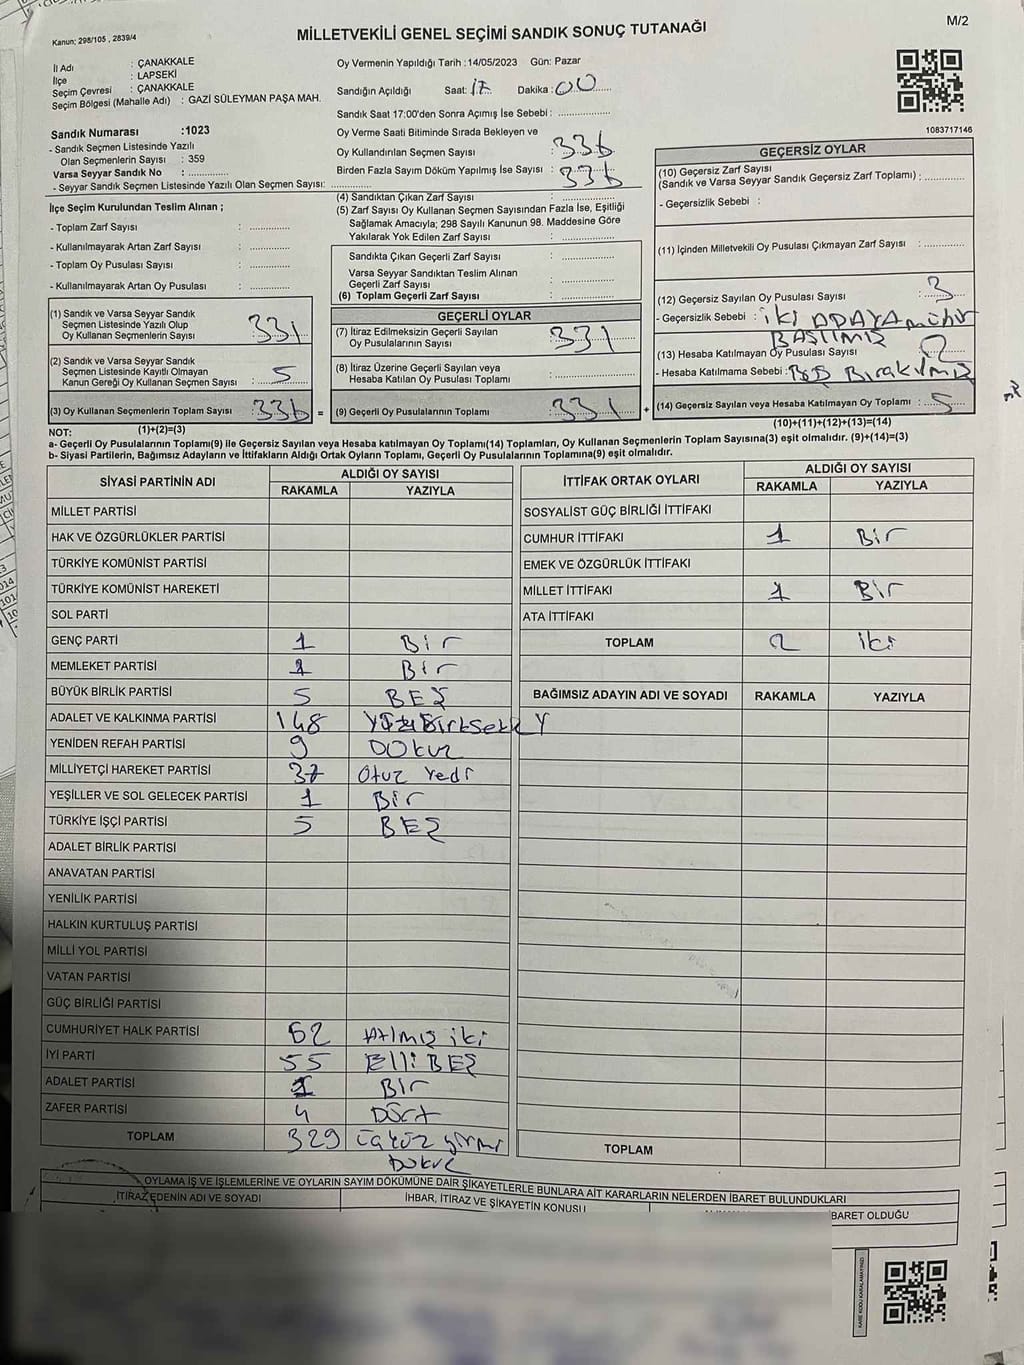 M/2
Kanun: 298/105 , 2839/4
MİLLETVEKİLİ GENEL SEÇİMİ SANDIK SONUÇ TUTANAĞI
İl Adı : ÇANAKKALE
İlçe : LAPSEKİ
Seçim Çevresi : ÇANAKKALE
Seçim Bölgesi (Mahalle Adı) : GAZİ SÜLEYMAN PAŞA MAH.
Sandık Numarası :1023
- Sandık Seçmen Listesinde Yazılı
Olan Seçmenlerin Sayısı : 359
Varsa Seyyar Sandık No : ..............
- Seyyar Sandık Seçmen Listesinde Yazılı Olan Seçmen Sayısı: ..............
Oy Vermenin Yapıldığı Tarih :14/05/2023 Gün: Pazar
Sandığın Açıldığı Saat: 17 Dakika: 00
Sandık Saat 17:00'den Sonra Açımış İse Sebebi : ....................
Oy Verme Saati Bitiminde Sırada Bekleyen ve
Oy Kullandırılan Seçmen Sayısı : 336
Birden Fazla Sayım Döküm Yapılmış İse Sayısı : 336
1083717146
İlçe Seçim Kurulundan Teslim Alınan ;
- Toplam Zarf Sayısı : ..............
- Kullanılmayarak Artan Zarf Sayısı : ..............
- Toplam Oy Pusulası Sayısı : ..............
- Kullanılmayarak Artan Oy Pusulası : ..............
(1) Sandık ve Varsa Seyyar Sandık
Seçmen Listesinde Yazılı Olup
Oy Kullanan Seçmenlerin Sayısı : 331
(2) Sandık ve Varsa Seyyar Sandık
Seçmen Listesinde Kayıtlı Olmayan
Kanun Gereği Oy Kullanan Seçmen Sayısı : 5
(3) Oy Kullanan Seçmenlerin Toplam Sayısı : 336 =
(1)+(2)=(3)
(4) Sandıktan Çıkan Zarf Sayısı : ..............
(5) Zarf Sayısı Oy Kullanan Seçmen Sayısından Fazla İse, Eşitliği
Sağlamak Amacıyla; 298 Sayılı Kanunun 98. Maddesine Göre
Yakılarak Yok Edilen Zarf Sayısı : ..............
Sandıkta Çıkan Geçerli Zarf Sayısı : ..............
Varsa Seyyar Sandıktan Teslim Alınan
Geçerli Zarf Sayısı : ..............
(6) Toplam Geçerli Zarf Sayısı : ..............
GEÇERLİ OYLAR
(7) İtiraz Edilmeksizin Geçerli Sayılan
Oy Pusulalarının Sayısı : 331
(8) İtiraz Üzerine Geçerli Sayılan veya
Hesaba Katılan Oy Pusulası Toplamı : ..............
(9) Geçerli Oy Pusulalarının Toplamı : 331 +
GEÇERSİZ OYLAR
(10) Geçersiz Zarf Sayısı
(Sandık ve Varsa Seyyar Sandık Geçersiz Zarf Toplamı) : ..............
- Geçersizlik Sebebi :
(11) İçinden Milletvekili Oy Pusulası Çıkmayan Zarf Sayısı : ..............
(12) Geçersiz Sayılan Oy Pusulası Sayısı : 3
- Geçersizlik Sebebi : iki ADAYA mühür
BASILMIŞ
(13) Hesaba Katılmayan Oy Pusulası Sayısı : 2
- Hesaba Katılmama Sebebi : Boş Bırakılmış
(14) Geçersiz Sayılan veya Hesaba Katılmayan Oy Toplamı : 5
(10)+(11)+(12)+(13)=(14)
NOT:
a- Geçerli Oy Pusulalarının Toplamı(9) ile Geçersiz Sayılan veya Hesaba katılmayan Oy Toplamı(14) Toplamları, Oy Kullanan Seçmenlerin Toplam Sayısına(3) eşit olmalıdır. (9)+(14)=(3)
b- Siyasi Partilerin, Bağımsız Adayların ve İttifakların Aldığı Ortak Oyların Toplamı, Geçerli Oy Pusulalarının Toplamına(9) eşit olmalıdır.
SİYASİ PARTİNİN ADI ALDIĞI OY SAYISI
RAKAMLA YAZIYLA
MİLLET PARTİSİ
HAK VE ÖZGÜRLÜKLER PARTİSİ
TÜRKİYE KOMÜNİST PARTİSİ
TÜRKİYE KOMÜNİST HAREKETİ
SOL PARTİ
GENÇ PARTİ 1 Bir
MEMLEKET PARTİSİ 1 Bir
BÜYÜK BİRLİK PARTİSİ 5 BEŞ
ADALET VE KALKINMA PARTİSİ 148
YENİDEN REFAH PARTİSİ 9 DOKUZ
MİLLİYETÇİ HAREKET PARTİSİ 37 Otuz Yedi
YEŞİLLER VE SOL GELECEK PARTİSİ 1 Bir
TÜRKİYE İŞÇİ PARTİSİ 5 BEŞ
ADALET BİRLİK PARTİSİ
ANAVATAN PARTİSİ
YENİLİK PARTİSİ
HALKIN KURTULUŞ PARTİSİ
MİLLİ YOL PARTİSİ
VATAN PARTİSİ
GÜÇ BİRLİĞİ PARTİSİ
CUMHURİYET HALK PARTİSİ 62 Atmış iki
İYİ PARTİ 55 Elli BEŞ
ADALET PARTİSİ 1 Bir
ZAFER PARTİSİ 4 Dört
TOPLAM 329 üçyüz yirmi
Dokuz
İTTİFAK ORTAK OYLARI ALDIĞI OY SAYISI
RAKAMLA YAZIYLA
SOSYALİST GÜÇ BİRLİĞİ İTTİFAKI
CUMHUR İTTİFAKI 1 Bir
EMEK VE ÖZGÜRLÜK İTTİFAKI
MİLLET İTTİFAKI 1 Bir
ATA İTTİFAKI
TOPLAM 2 iki
BAĞIMSIZ ADAYIN ADI VE SOYADI RAKAMLA YAZIYLA
TOPLAM
OYLAMA İŞ VE İŞLEMLERİNE VE OYLARIN SAYIM DÖKÜMÜNE DAİR ŞİKAYETLERLE BUNLARA AİT KARARLARIN NELERDEN İBARET BULUNDUKLARI
İTİRAZ EDENİN ADI VE SOYADI İHBAR, İTİRAZ VE ŞİKAYETİN KONUSU İBARET OLDUĞU
KARE KODU KARALAMAYINIZ!